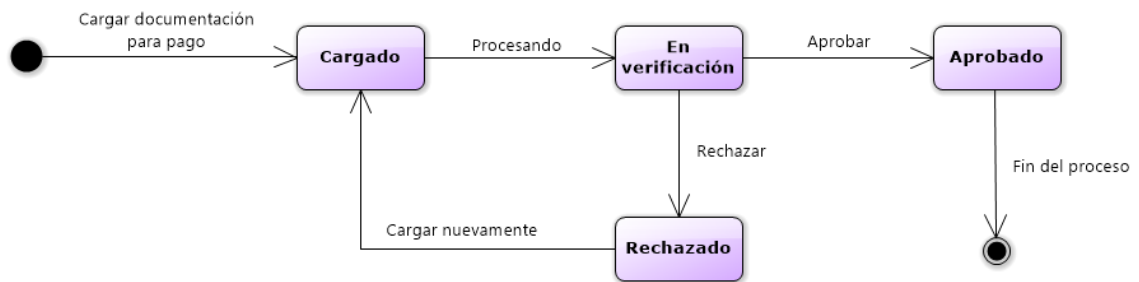 Cargar documentación
para pago
Cargado
Procesando
En
verificación
Aprobar
Aprobado
Rechazar
Fin del proceso
Cargar nuevamente
Rechazado